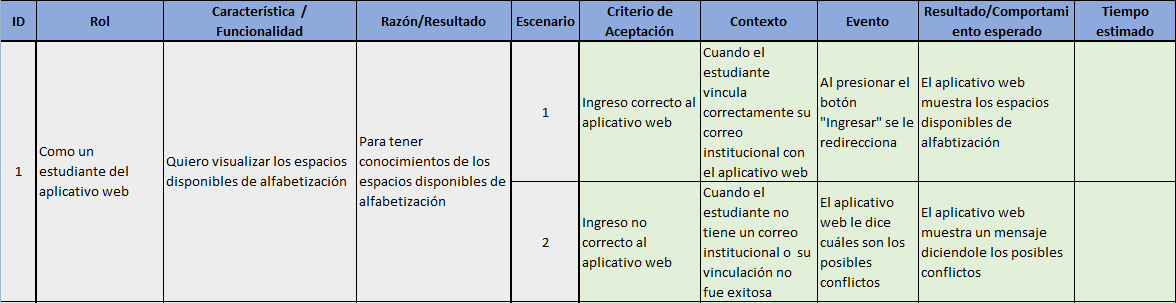 ID
Rol
Característica /
Funcionalidad
Razón/Resultado
Escenario
Criterio de
Aceptación
Contexto
Evento
Resultado/Comportami
ento esperado
Tiempo
estimado
1
Como un
estudiante del
aplicativo web
Quiero visualizar los espacios
disponibles de alfabetización
Para tener
conocimientos de los
espacios disponibles de
alfabetización
1
Ingreso correcto al
aplicativo web
Cuando el
estudiante
vincula
correctamente su
correo
institucional con
el aplicativo web
Al presionar el
botón
"Ingresar" se le
redirecciona
El aplicativo web
muestra los espacios
disponibles de
alfabtización
2
Ingreso no
correcto al
aplicativo web
Cuando el
estudiante no
tiene un correo
institucional o  su
vinculación no
fue exitosa
El aplicativo
web le dice
cuáles son los
posibles
conflictos
El aplicativo web
muestra un mensaje
diciendole los posibles
conflictos